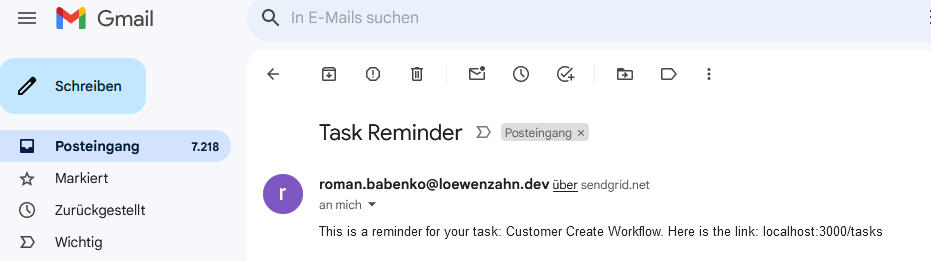 Gmail
In E-Mails suchen
Schreiben
Task Reminder Posteingang ×
Posteingang 7.218
Markiert
roman.babenko@loewenzahn.dev über sendgrid.net
r
an mich
Zurückgestellt
This is a reminder for your task: Customer Create Workflow. Here is the link: localhost:3000/tasks
Wichtig